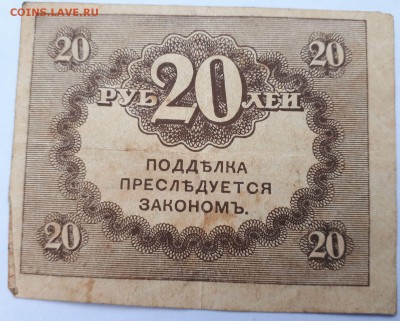 COINS.LAVE.RU
20 20
РУБ 20 ЛЕЙ
ПОДДѢЛКА
ПРЕСЛѢДУЕТСЯ
ЗАКОНОМЪ.
20 20